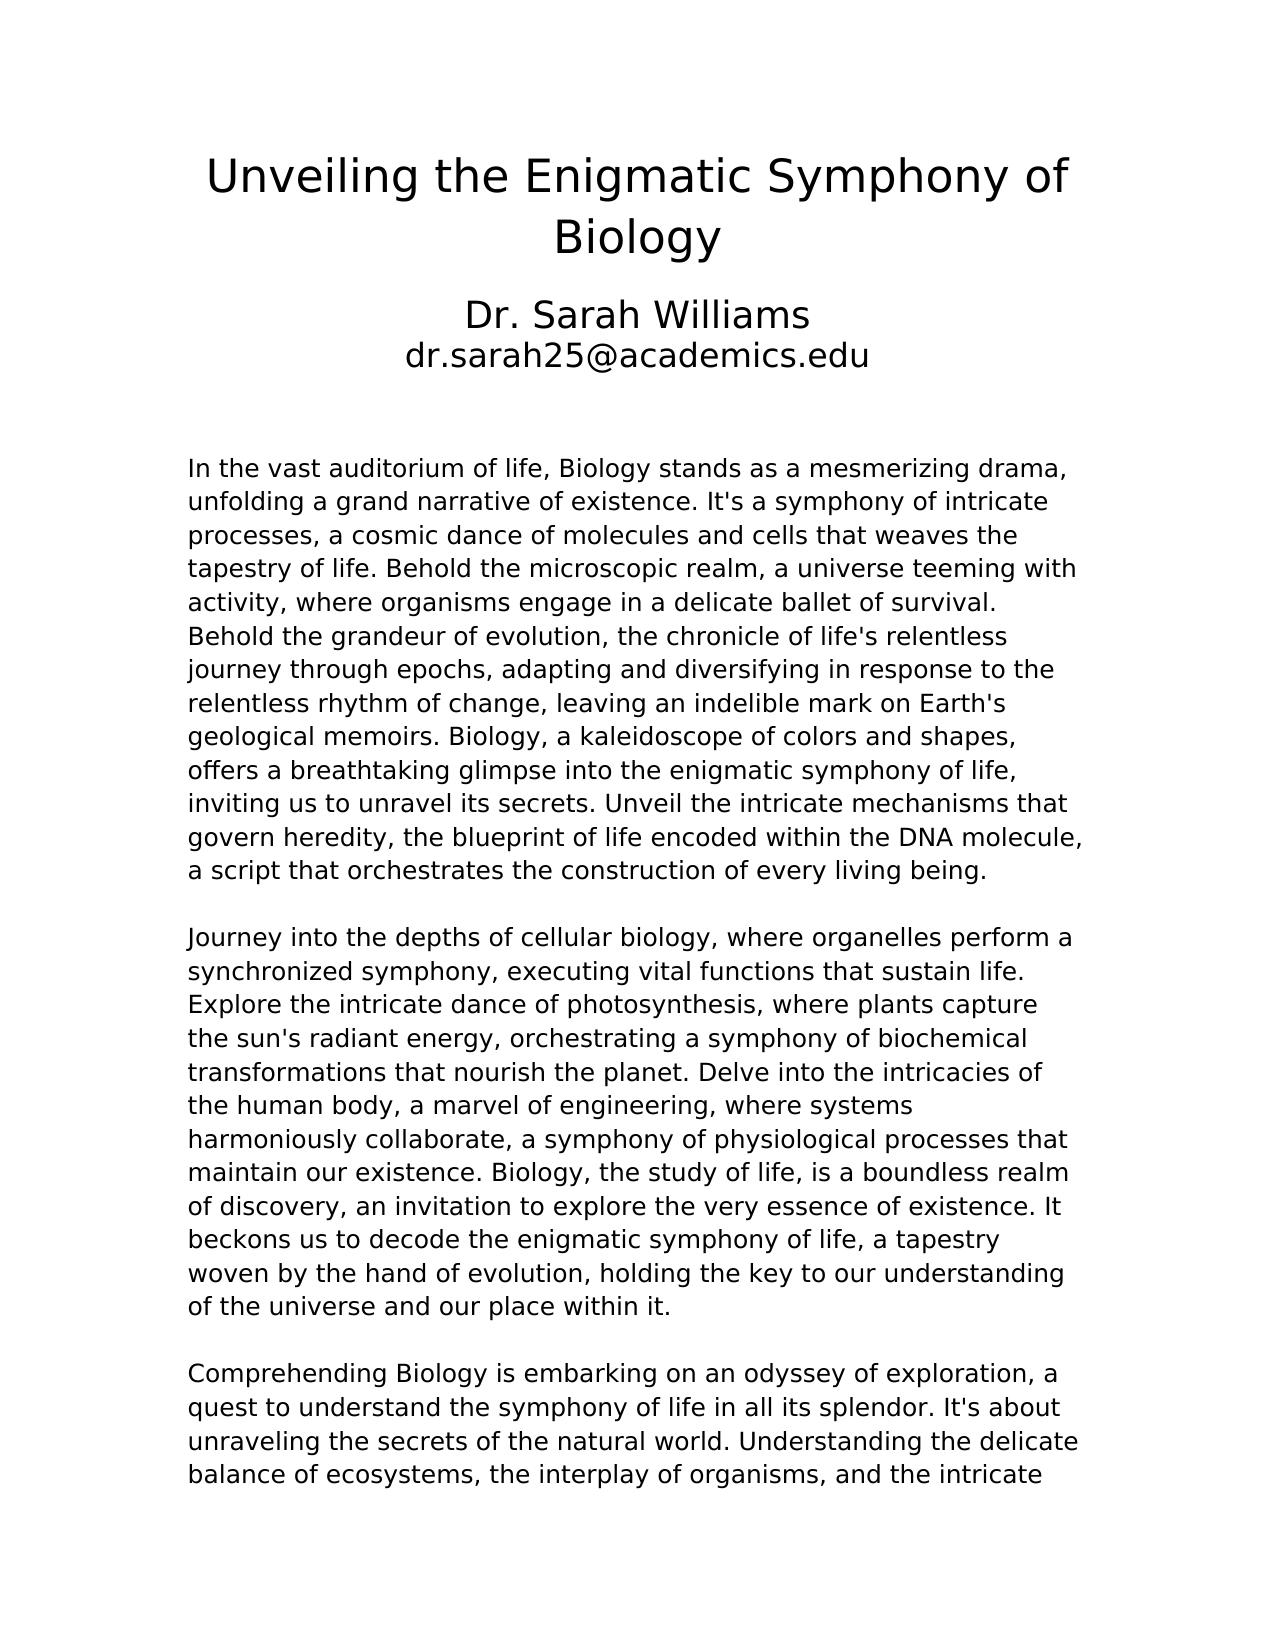 Unveiling the Enigmatic Symphony of
Biology
Dr. Sarah Williams
dr.sarah25@academics.edu
In the vast auditorium of life, Biology stands as a mesmerizing drama,
unfolding a grand narrative of existence. It's a symphony of intricate
processes, a cosmic dance of molecules and cells that weaves the
tapestry of life. Behold the microscopic realm, a universe teeming with
activity, where organisms engage in a delicate ballet of survival.
Behold the grandeur of evolution, the chronicle of life's relentless
journey through epochs, adapting and diversifying in response to the
relentless rhythm of change, leaving an indelible mark on Earth's
geological memoirs. Biology, a kaleidoscope of colors and shapes,
offers a breathtaking glimpse into the enigmatic symphony of life,
inviting us to unravel its secrets. Unveil the intricate mechanisms that
govern heredity, the blueprint of life encoded within the DNA molecule,
a script that orchestrates the construction of every living being.
Journey into the depths of cellular biology, where organelles perform a
synchronized symphony, executing vital functions that sustain life.
Explore the intricate dance of photosynthesis, where plants capture
the sun's radiant energy, orchestrating a symphony of biochemical
transformations that nourish the planet. Delve into the intricacies of
the human body, a marvel of engineering, where systems
harmoniously collaborate, a symphony of physiological processes that
maintain our existence. Biology, the study of life, is a boundless realm
of discovery, an invitation to explore the very essence of existence. It
beckons us to decode the enigmatic symphony of life, a tapestry
woven by the hand of evolution, holding the key to our understanding
of the universe and our place within it.
Comprehending Biology is embarking on an odyssey of exploration, a
quest to understand the symphony of life in all its splendor. It's about
unraveling the secrets of the natural world. Understanding the delicate
balance of ecosystems, the interplay of organisms, and the intricate